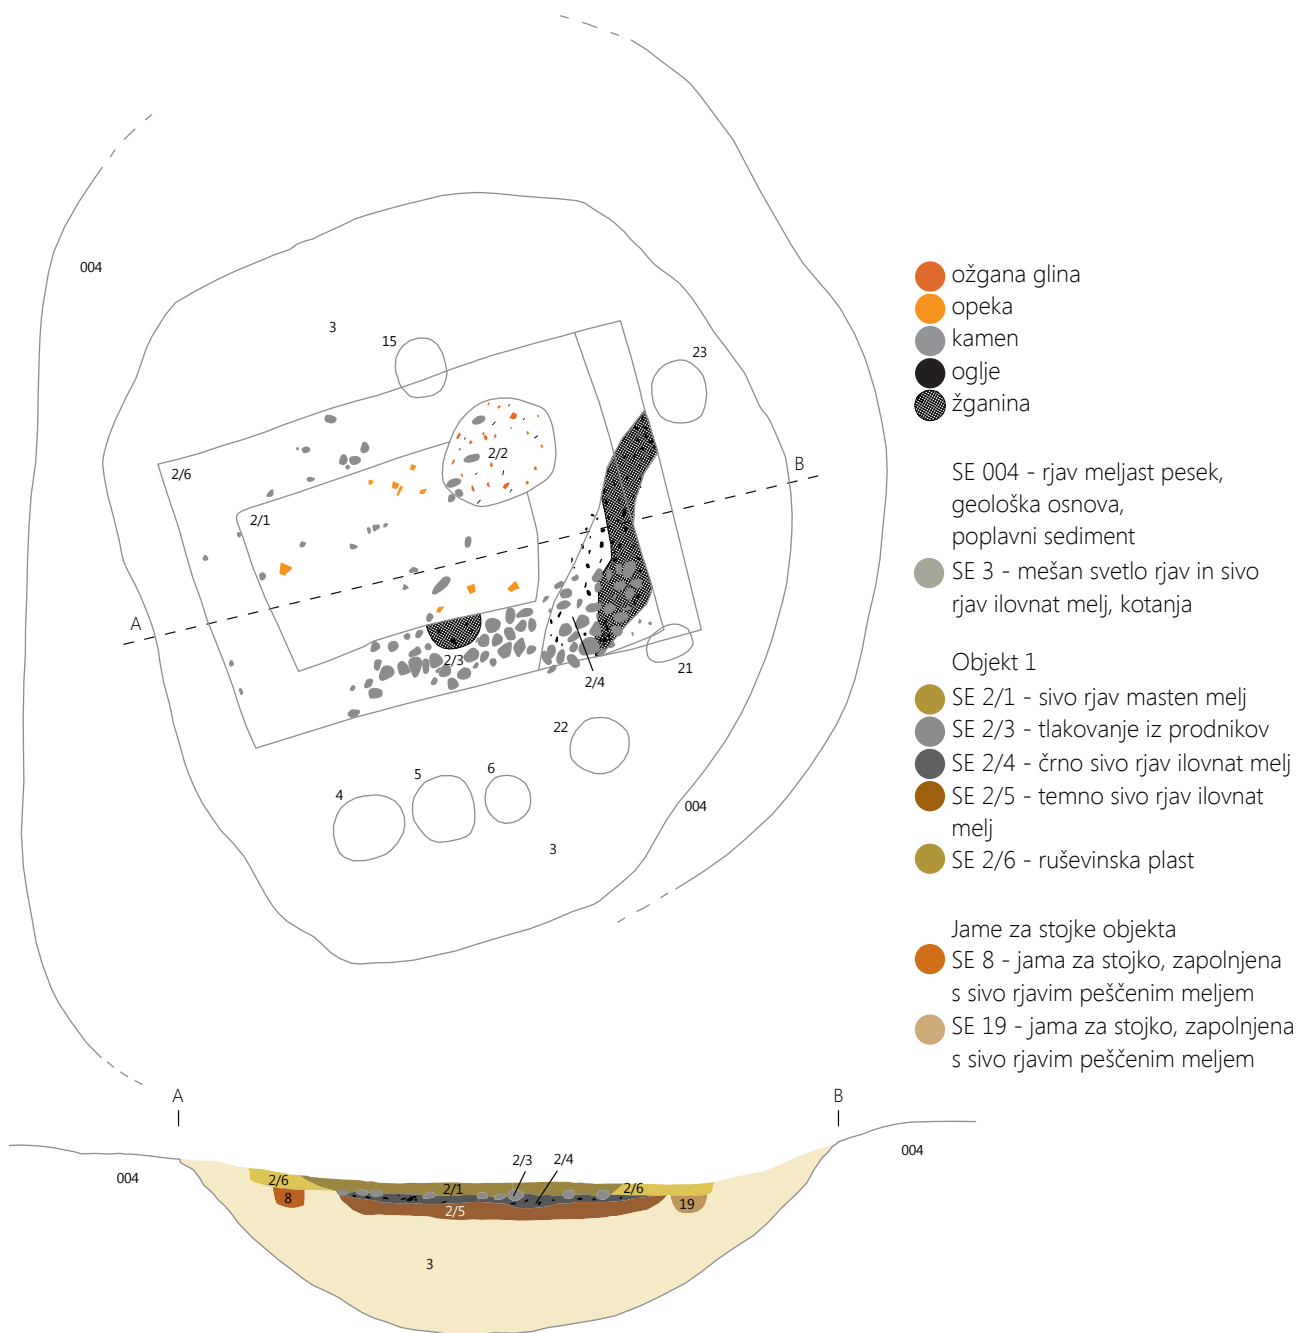 004
3
15
23
2/6
2/2
B
2/1
A
2/3
2/4
21
22
5
6
4
004
3
ožgana glina
opeka
kamen
oglje
žganina
SE 004 - rjav meljast pesek,
geološka osnova,
poplavni sediment
SE 3 - mešan svetlo rjav in sivo
rjav ilovnat melj, kotanja
Objekt 1
SE 2/1 - sivo rjav masten melj
SE 2/3 - tlakovanje iz prodnikov
SE 2/4 - črno sivo rjav ilovnat melj
SE 2/5 - temno sivo rjav ilovnat
melj
SE 2/6 - ruševinska plast
Jame za stojke objekta
SE 8 - jama za stojko, zapolnjena
s sivo rjavim peščenim meljem
SE 19 - jama za stojko, zapolnjena
s sivo rjavim peščenim meljem
A
B
004
2/3
2/4
004
2/6
2/1
2/6
8
19
2/5
3